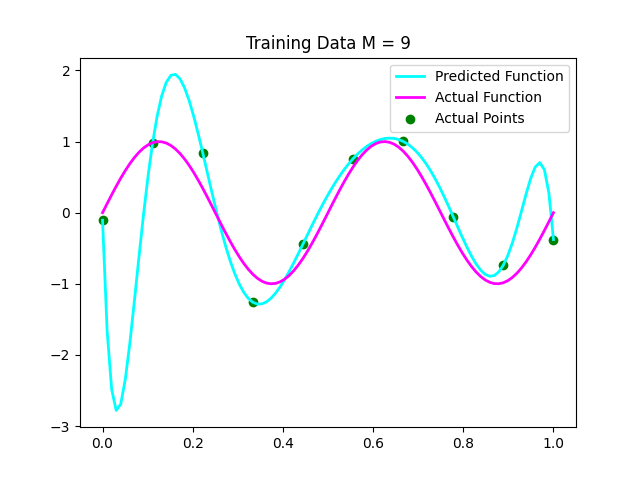 Training Data M = 9
Predicted Function
Actual Function
Actual Points
2
1
0
−1
−2
−3
0.0 0.2 0.4 0.6 0.8 1.0